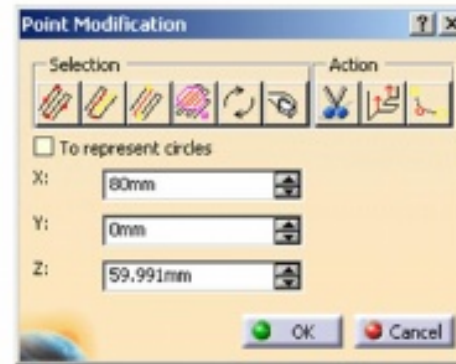 Point Modification
Selection
Action
To represent circles
X: 80mm
Y: 0mm
Z: 59.991mm
OK Cancel